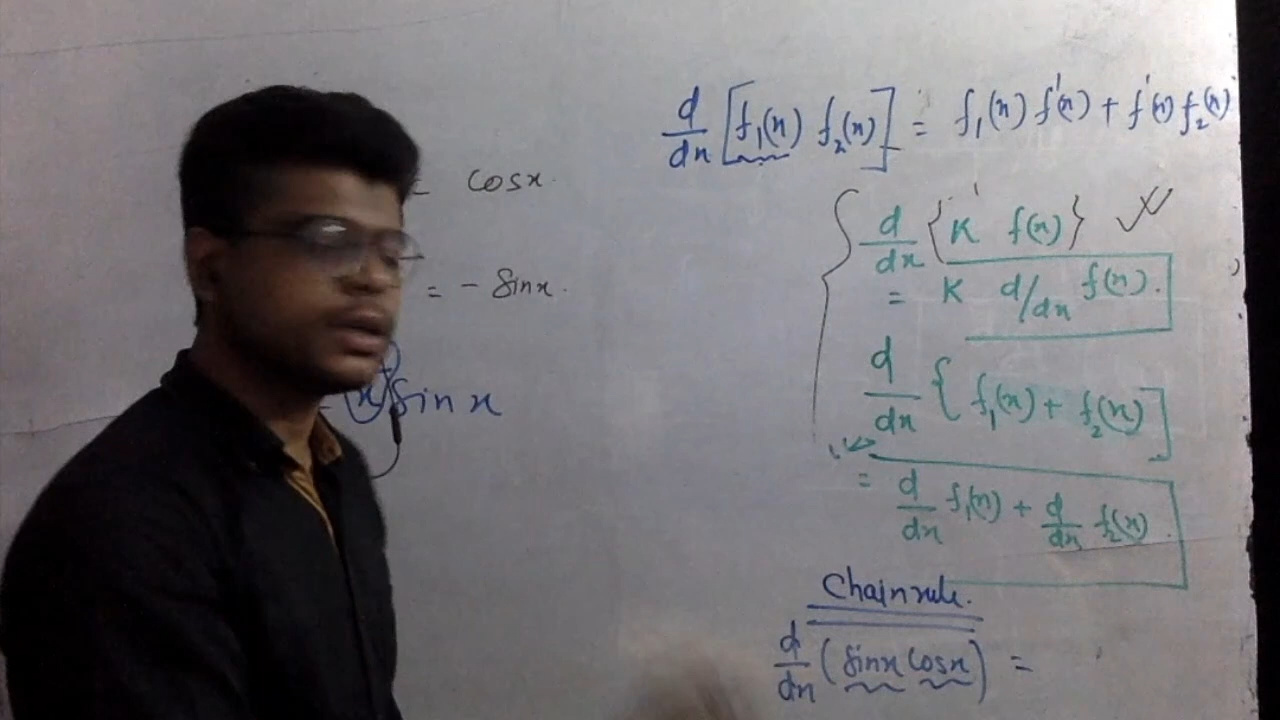 = cosx.
= - Sinx.
x Sin x
d/dx [f₁(x) f₂(x)] = f₁(x) f'(x) + f'(x) f₂(x)
d/dx {K f(x)}
= K d/dx f(x).
d/dx { f₁(x) + f₂(x) ]
= d/dx f₁(x) + d/dx f₂(x).
Chain rule.
d/dx (Sinx Cosx) =